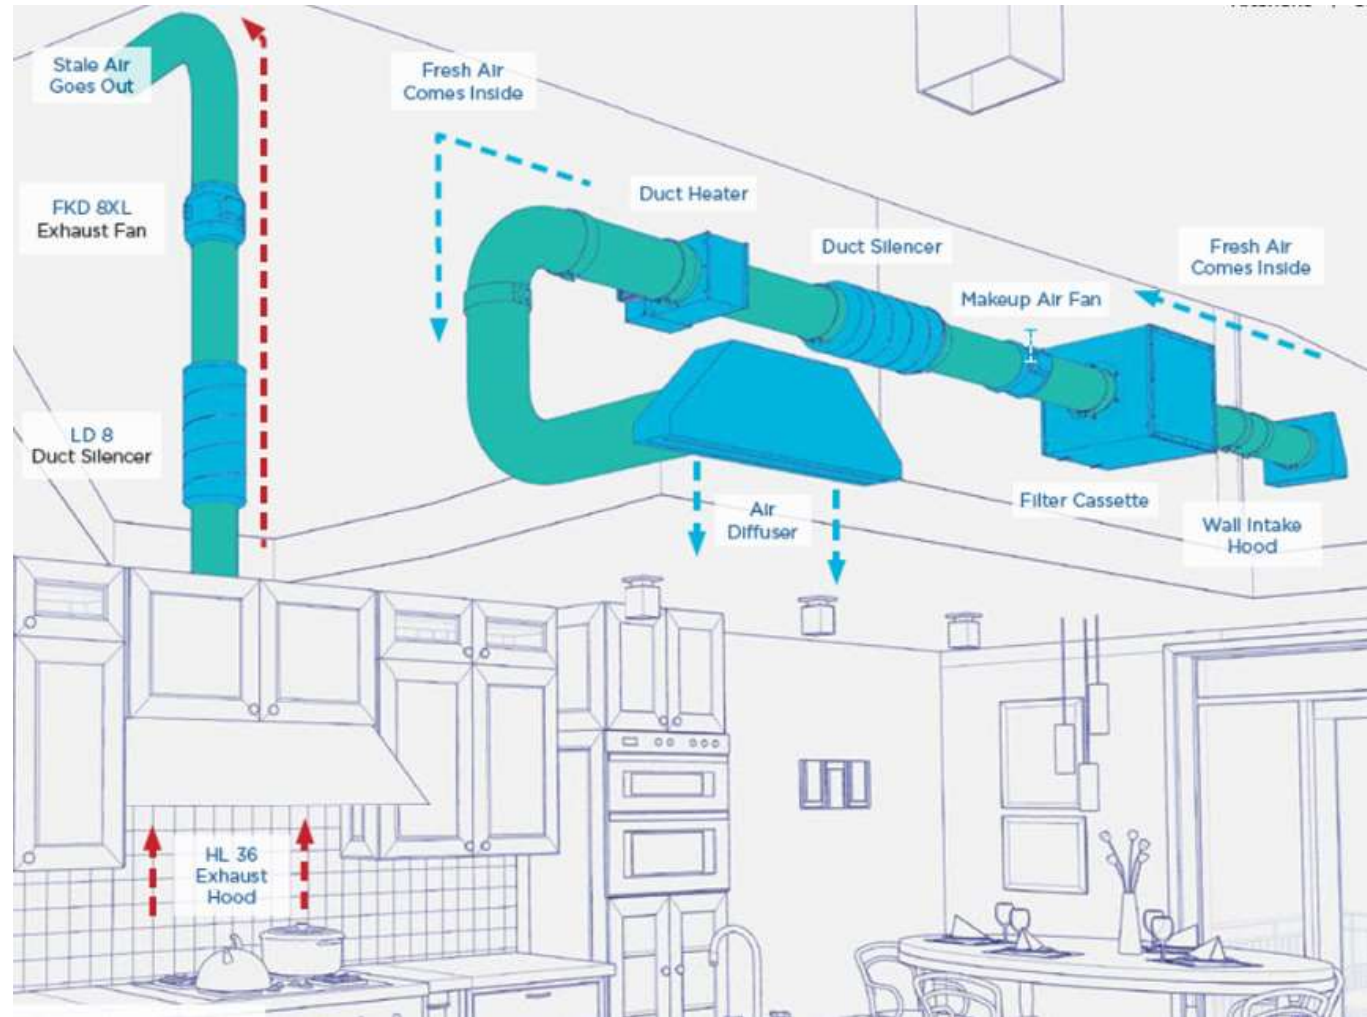 Stale Air
Goes Out
Fresh Air
Comes Inside
Duct Heater
FKD 8XL
Exhaust Fan
Duct Silencer
Fresh Air
Comes Inside
Makeup Air Fan
LD 8
Duct Silencer
Filter Cassette
Air
Diffuser
Wall Intake
Hood
HL 36
Exhaust
Hood